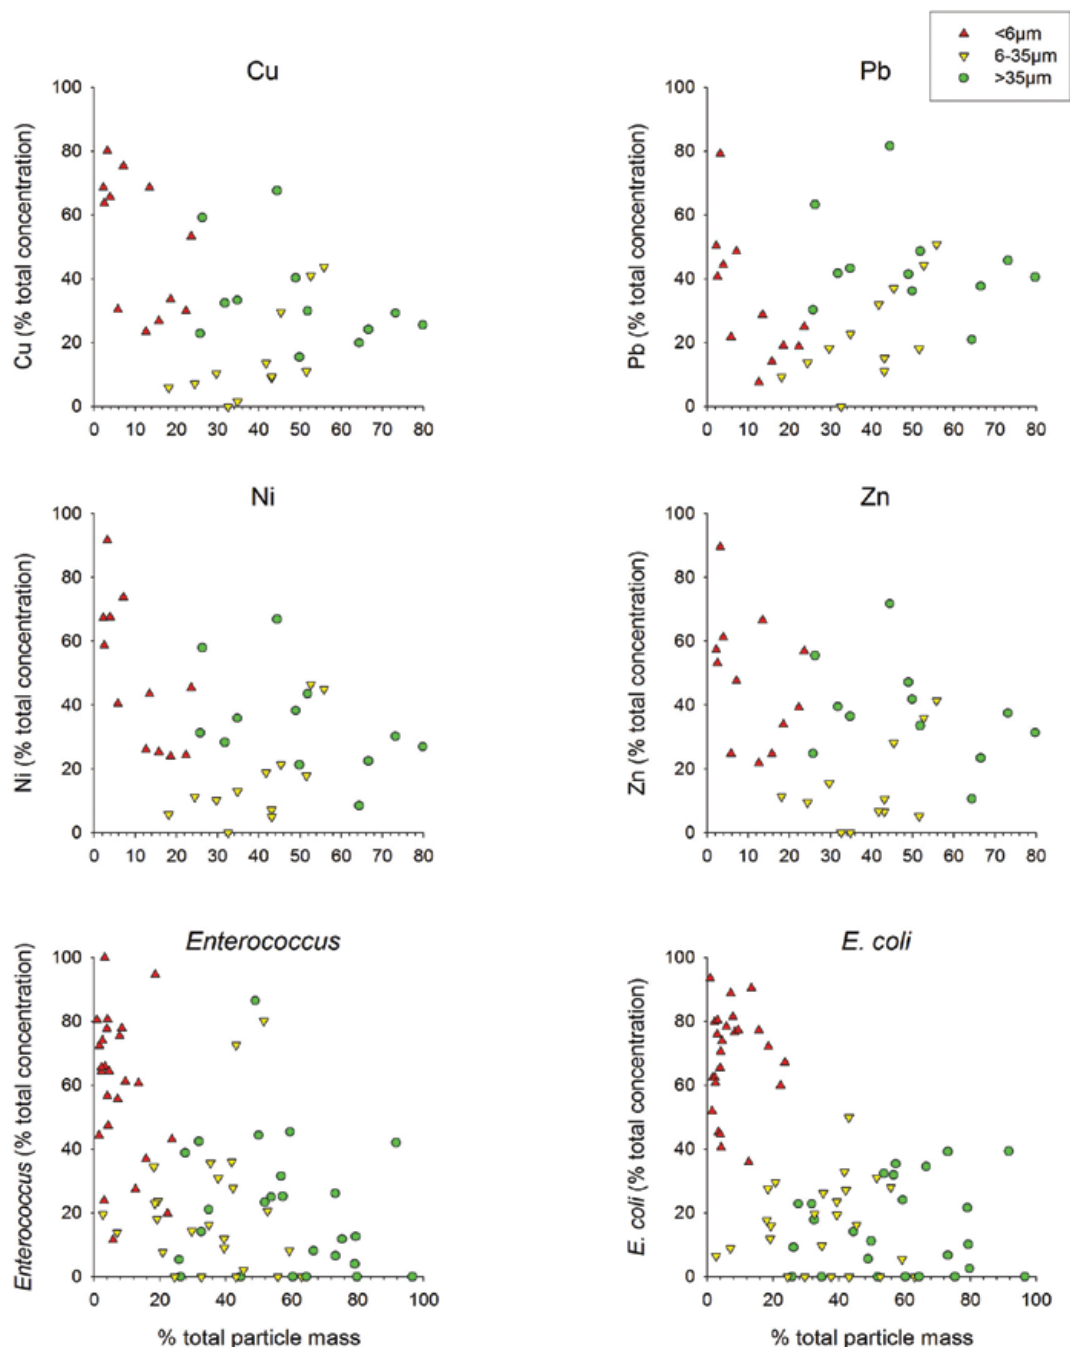 <6µm
6-35µm
>35µm
Cu
Pb
100
80
60
40
20
0
Cu (% total concentration)
0 10 20 30 40 50 60 70 80
100
80
60
40
20
0
Pb (% total concentration)
0 10 20 30 40 50 60 70 80
Ni
Zn
100
80
60
40
20
0
Ni (% total concentration)
0 10 20 30 40 50 60 70 80
100
80
60
40
20
0
Zn (% total concentration)
0 10 20 30 40 50 60 70 80
Enterococcus
E. coli
100
80
60
40
20
0
Enterococcus (% total concentration)
0 20 40 60 80 100
% total particle mass
100
80
60
40
20
0
E. coli (% total concentration)
0 20 40 60 80 100
% total particle mass